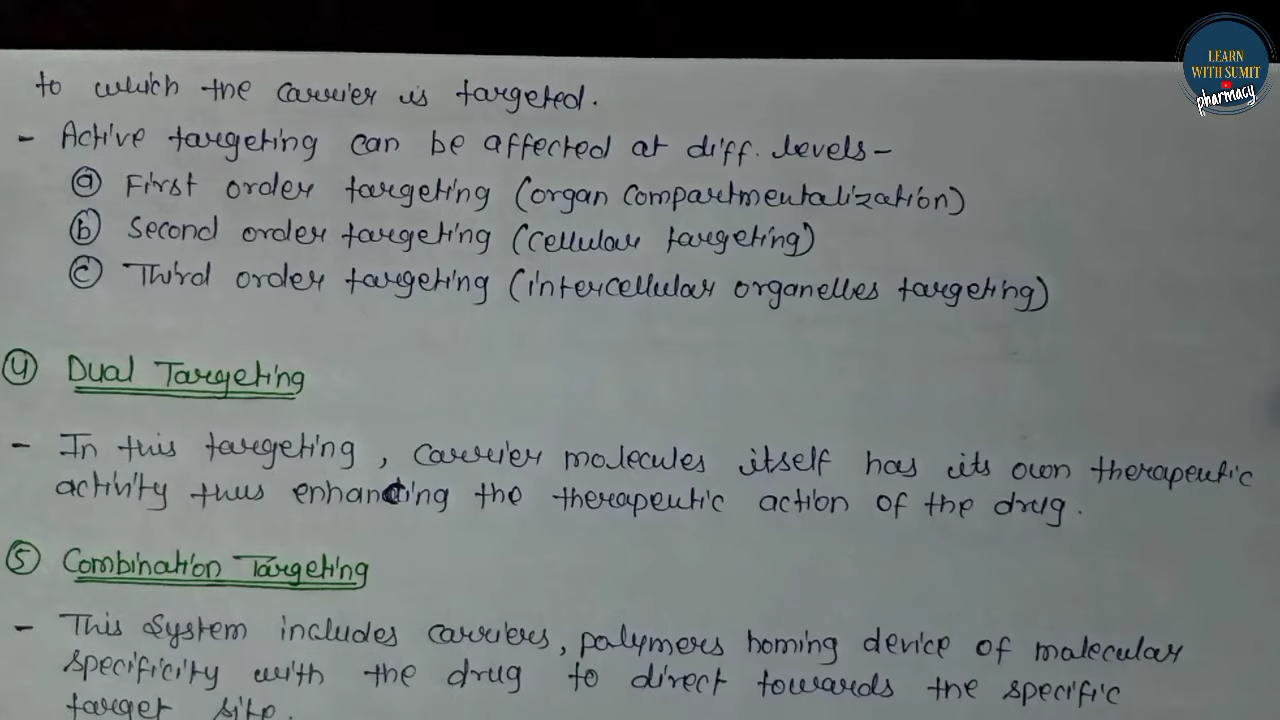 LEARN
WITH SUMIT
pharmacy
to which the carrier is targeted.
- Active targeting can be affected at diff. levels-
ⓐ First order targeting (organ compartmentalization)
ⓑ Second order targeting (cellular targeting)
ⓒ Third order targeting (intercellular organelles targeting)
④ Dual Targeting
- In this targeting, carrier molecules itself has its own therapeutic
activity thus enhancing the therapeutic action of the drug.
⑤ Combination Targeting
- This system includes carriers, polymers homing device of molecular
specificity with the drug to direct towards the specific
target site.